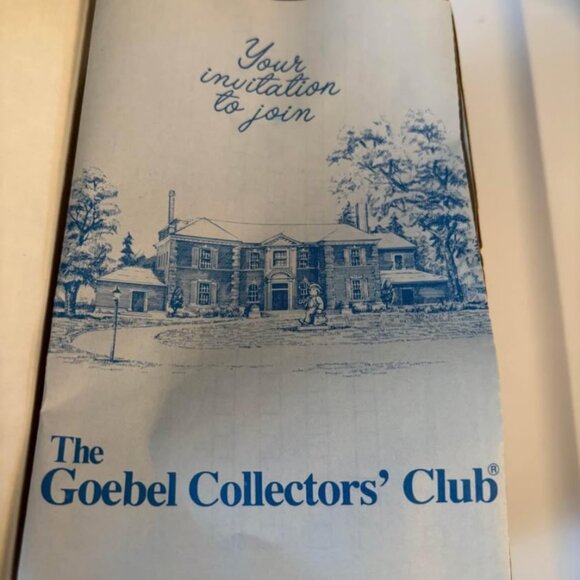 Your
invitation
to join
The
Goebel Collectors' Club®